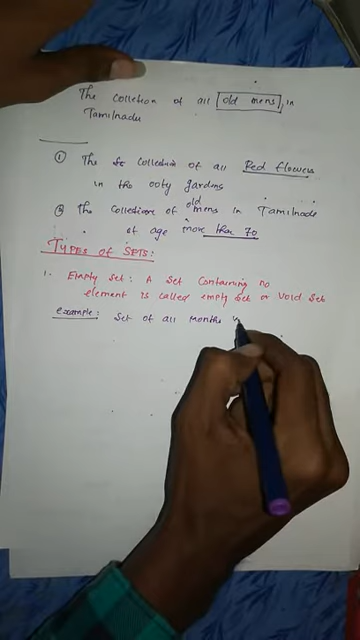 The Collection of all old mens, in
Tamilnadu
① The Collection of all Red flowers
in the ooty gardens
② The Collections of old mens in Tamilnadu
of age more than 70
TYPES OF SETS:
1. Empty Set: A Set Containing no
element is called empty Set or Void Set
Example: Set of all months